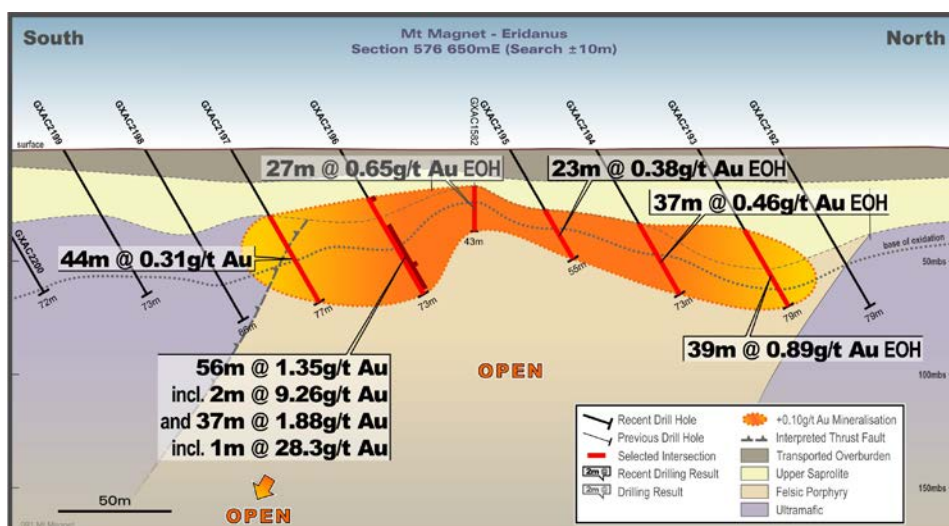 South
Mt Magnet - Eridanus
Section 576 650mE (Search ±10m)
North
GXAC2199
GXAC2198
GXAC2197
GXAC2196
GXAC1582
GXAC2195
GXAC2194
GXAC2193
GXAC2192
surface
27m @ 0.65g/t Au EOH
23m @ 0.38g/t Au EOH
37m @ 0.46g/t Au EOH
GXAC2200
44m @ 0.31g/t Au
43m
base of oxidation
50mbs
55m
72m
73m
77m
73m
73m
79m
79m
86m
39m @ 0.89g/t Au EOH
56m @ 1.35g/t Au
incl. 2m @ 9.26g/t Au
and 37m @ 1.88g/t Au
incl. 1m @ 28.3g/t Au
OPEN
100mbs
Recent Drill Hole
Previous Drill Hole
Selected Intersection
2m @ Recent Drilling Result
2m @ Drilling Result
+0.10g/t Au Mineralisation
Interpreted Thrust Fault
Transported Overburden
Upper Saprolite
Felsic Porphyry
Ultramafic
150mbs
50m
OPEN